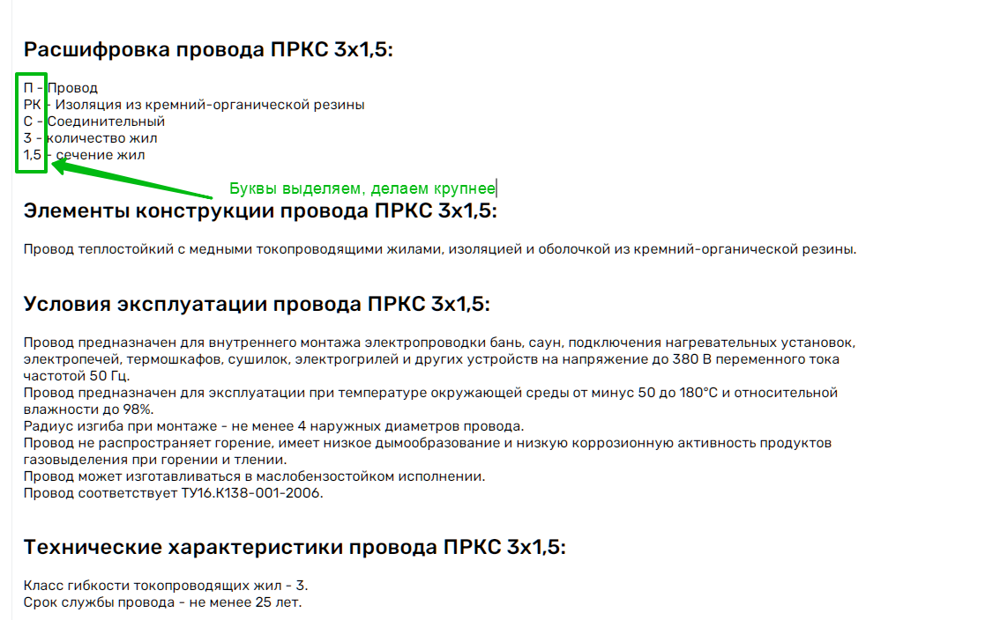 Расшифровка провода ПРКС 3х1,5:
П - Провод
РК - Изоляция из кремний-органической резины
С - Соединительный
3 - количество жил
1,5 - сечение жил
Буквы выделяем, делаем крупнее
Элементы конструкции провода ПРКС 3х1,5:
Провод теплостойкий с медными токопроводящими жилами, изоляцией и оболочкой из кремний-органической резины.
Условия эксплуатации провода ПРКС 3х1,5:
Провод предназначен для внутреннего монтажа электропроводки бань, саун, подключения нагревательных установок,
электропечей, термошкафов, сушилок, электрогрилей и других устройств на напряжение до 380 В переменного тока
частотой 50 Гц.
Провод предназначен для эксплуатации при температуре окружающей среды от минус 50 до 180°С и относительной
влажности до 98%.
Радиус изгиба при монтаже - не менее 4 наружных диаметров провода.
Провод не распространяет горение, имеет низкое дымообразование и низкую коррозионную активность продуктов
газовыделения при горении и тлении.
Провод может изготавливаться в маслобензостойком исполнении.
Провод соответствует ТУ16.К138-001-2006.
Технические характеристики провода ПРКС 3х1,5:
Класс гибкости токопроводящих жил - 3.
Срок службы провода - не менее 25 лет.